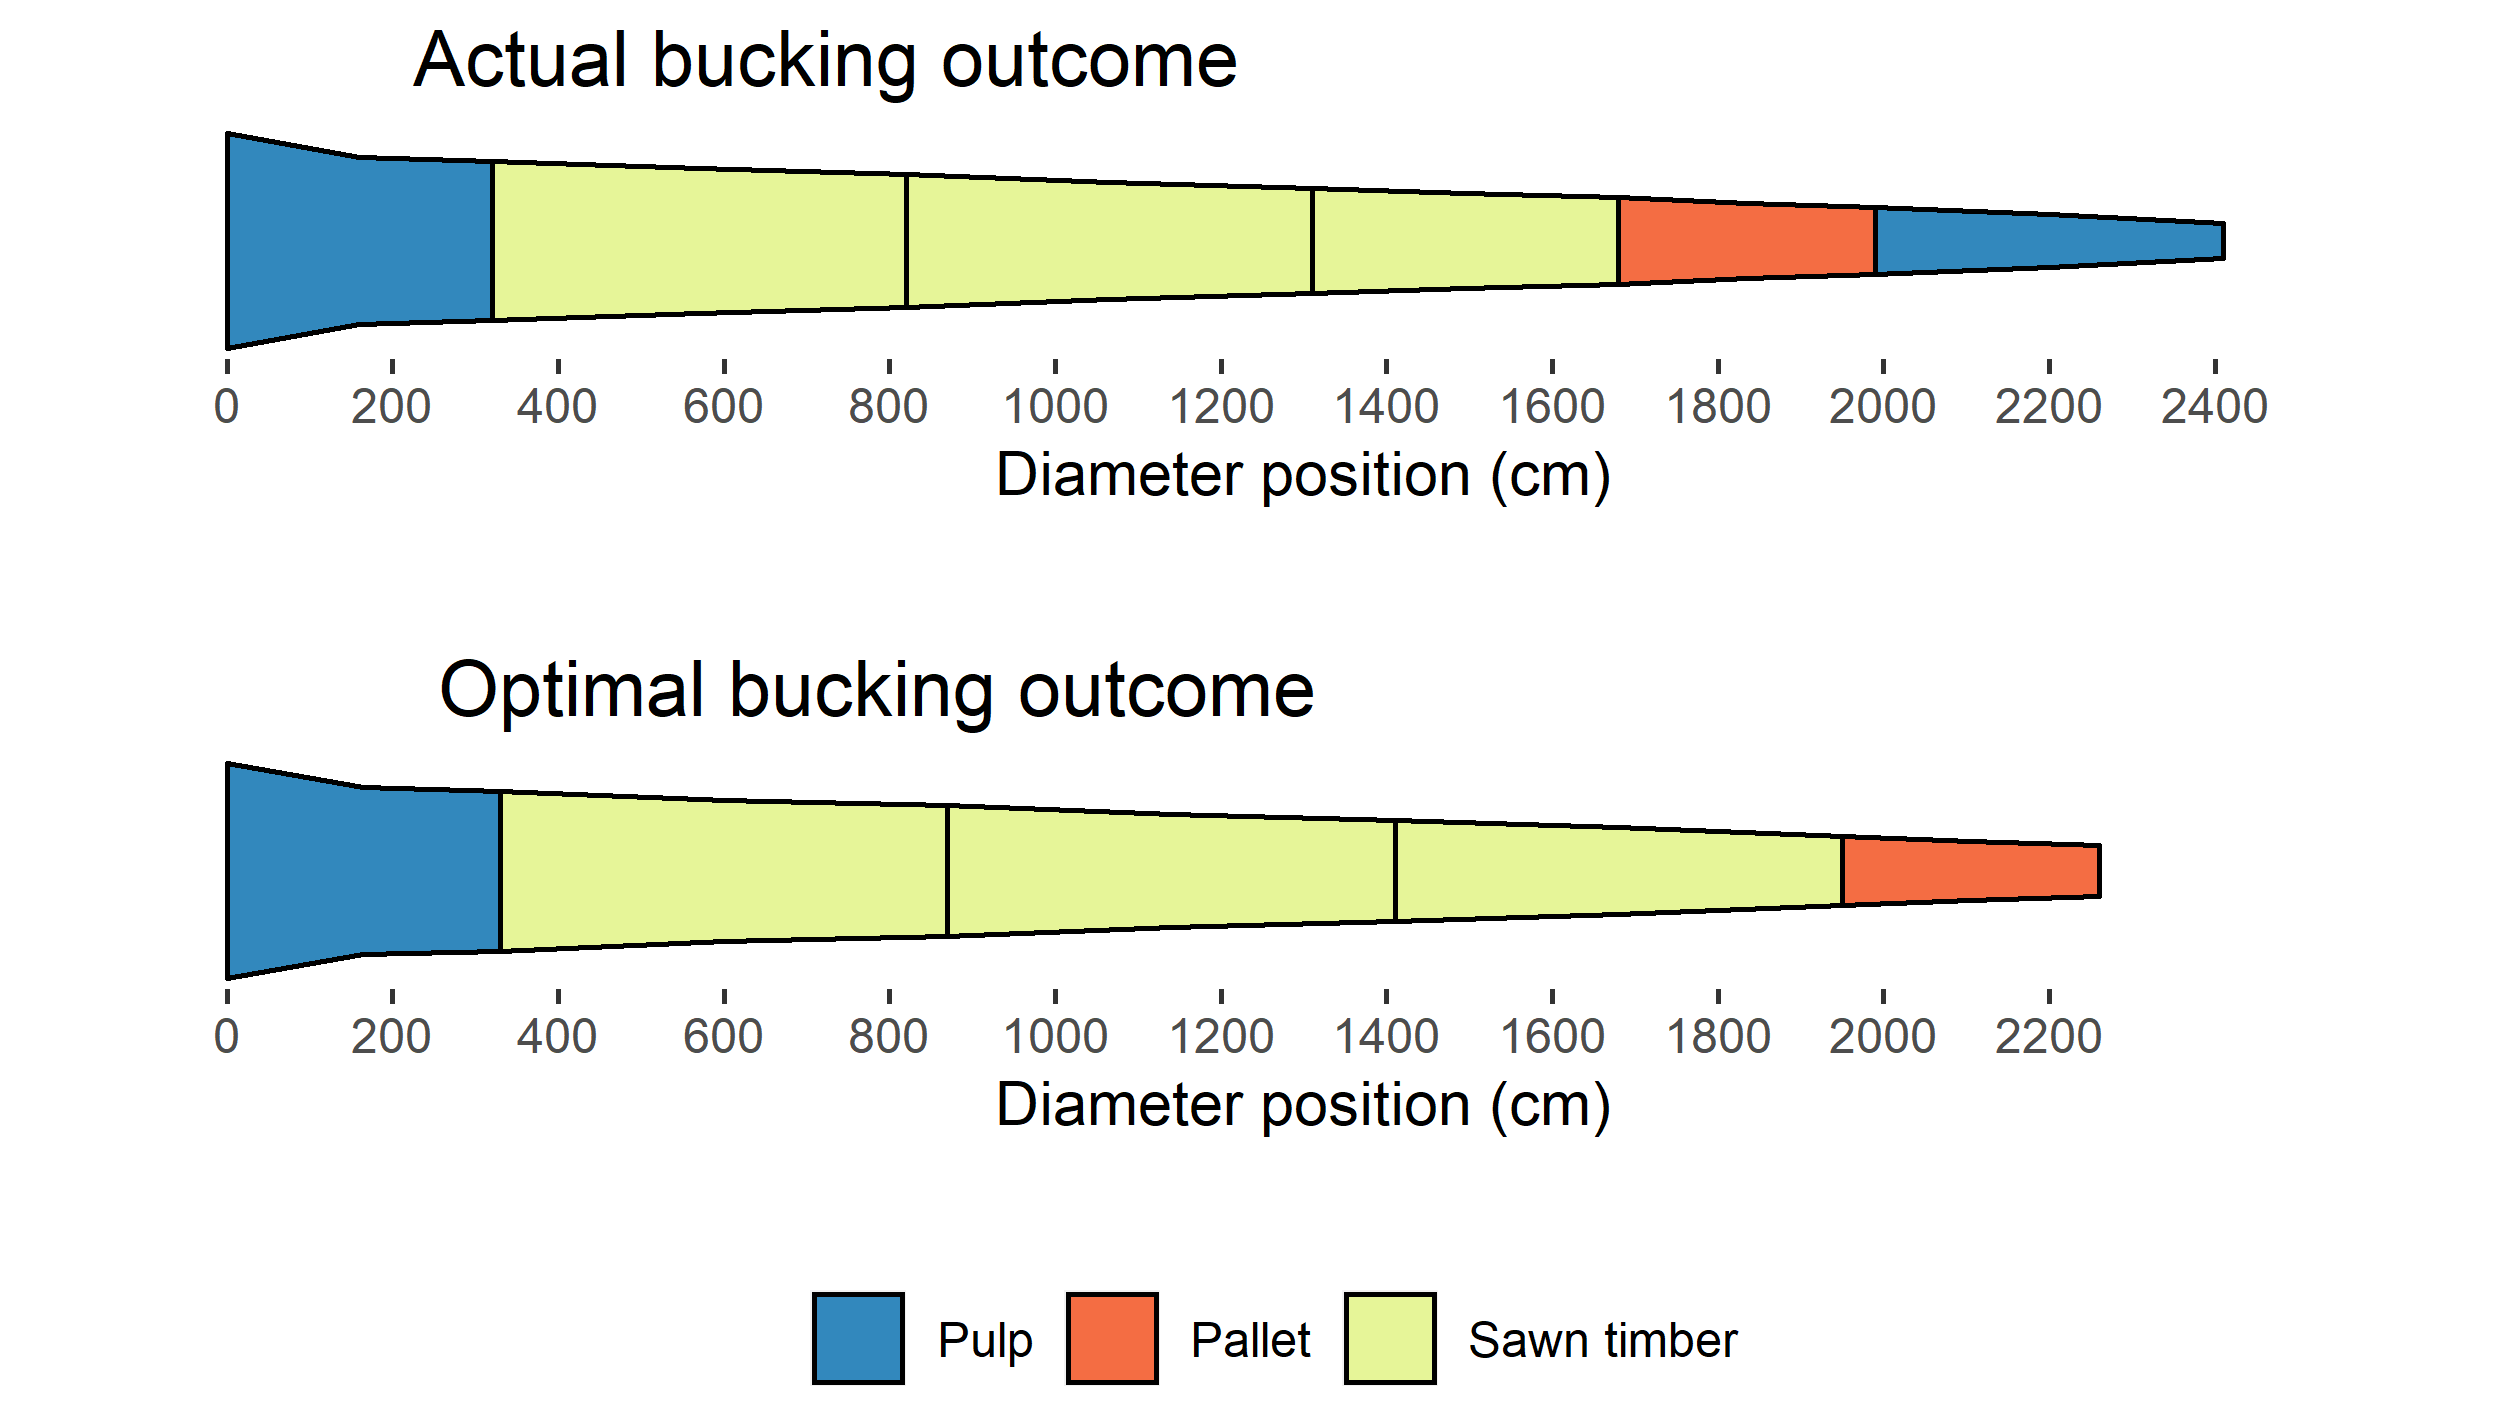 Actual bucking outcome
0 200 400 600 800 1000 1200 1400 1600 1800 2000 2200 2400
Diameter position (cm)
Optimal bucking outcome
0 200 400 600 800 1000 1200 1400 1600 1800 2000 2200
Diameter position (cm)
Pulp Pallet Sawn timber